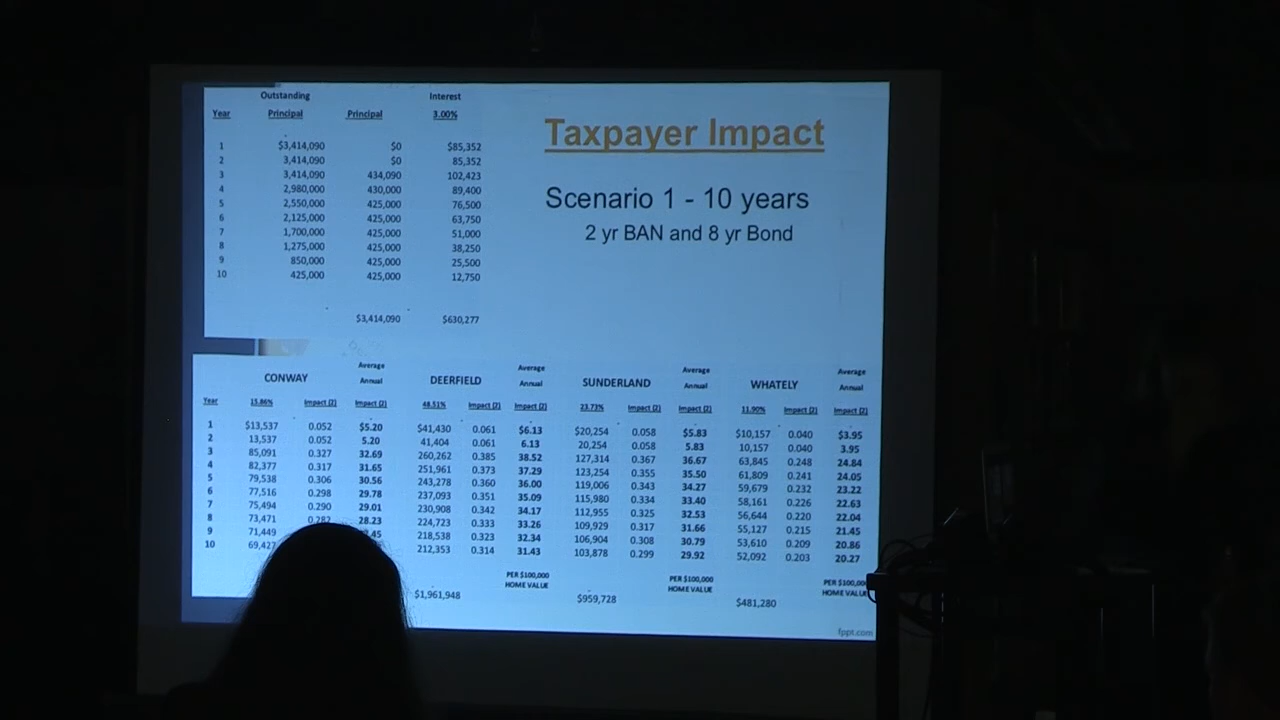 Outstanding Interest
Year Principal Principal 3.00%
1 $3,414,090 $0 $85,352
2 3,414,090 $0 85,352
3 3,414,090 434,090 102,423
4 2,980,000 430,000 89,400
5 2,550,000 425,000 76,500
6 2,125,000 425,000 63,750
7 1,700,000 425,000 51,000
8 1,275,000 425,000 38,250
9 850,000 425,000 25,500
10 425,000 425,000 12,750
$3,414,090 $630,277
Taxpayer Impact
Scenario 1 - 10 years
2 yr BAN and 8 yr Bond
Average Average Average Average
CONWAY Annual DEERFIELD Annual SUNDERLAND Annual WHATELY Annual
Year 15.86% Impact (2) Impact (2) 48.51% Impact (2) Impact (2) 23.73% Impact (2) Impact (2) 11.90% Impact (2) Impact (2)
1 $13,537 0.052 $5.20 $41,430 0.061 $6.13 $20,254 0.058 $5.83 $10,157 0.040 $3.95
2 13,537 0.052 5.20 41,404 0.061 6.13 20,254 0.058 5.83 10,157 0.040 3.95
3 85,091 0.327 32.69 260,262 0.385 38.52 127,314 0.367 36.67 63,845 0.248 24.84
4 82,377 0.317 31.65 251,961 0.373 37.29 123,254 0.355 35.50 61,809 0.241 24.05
5 79,538 0.306 30.56 243,278 0.360 36.00 119,006 0.343 34.27 59,679 0.232 23.22
6 77,516 0.298 29.78 237,093 0.351 35.09 115,980 0.334 33.40 58,161 0.226 22.63
7 75,494 0.290 29.01 230,908 0.342 34.17 112,955 0.325 32.53 56,644 0.220 22.04
8 73,471 0.282 28.23 224,723 0.333 33.26 109,929 0.317 31.66 55,127 0.215 21.45
9 71,449 .45 218,538 0.323 32.34 106,904 0.308 30.79 53,610 0.209 20.86
10 69,427 212,353 0.314 31.43 103,878 0.299 29.92 52,092 0.203 20.27
PER $100,000 PER $100,000 PER $100,000
HOME VALUE HOME VALUE HOME VALUE
$1,961,948 $959,728 $481,280
fppt.com